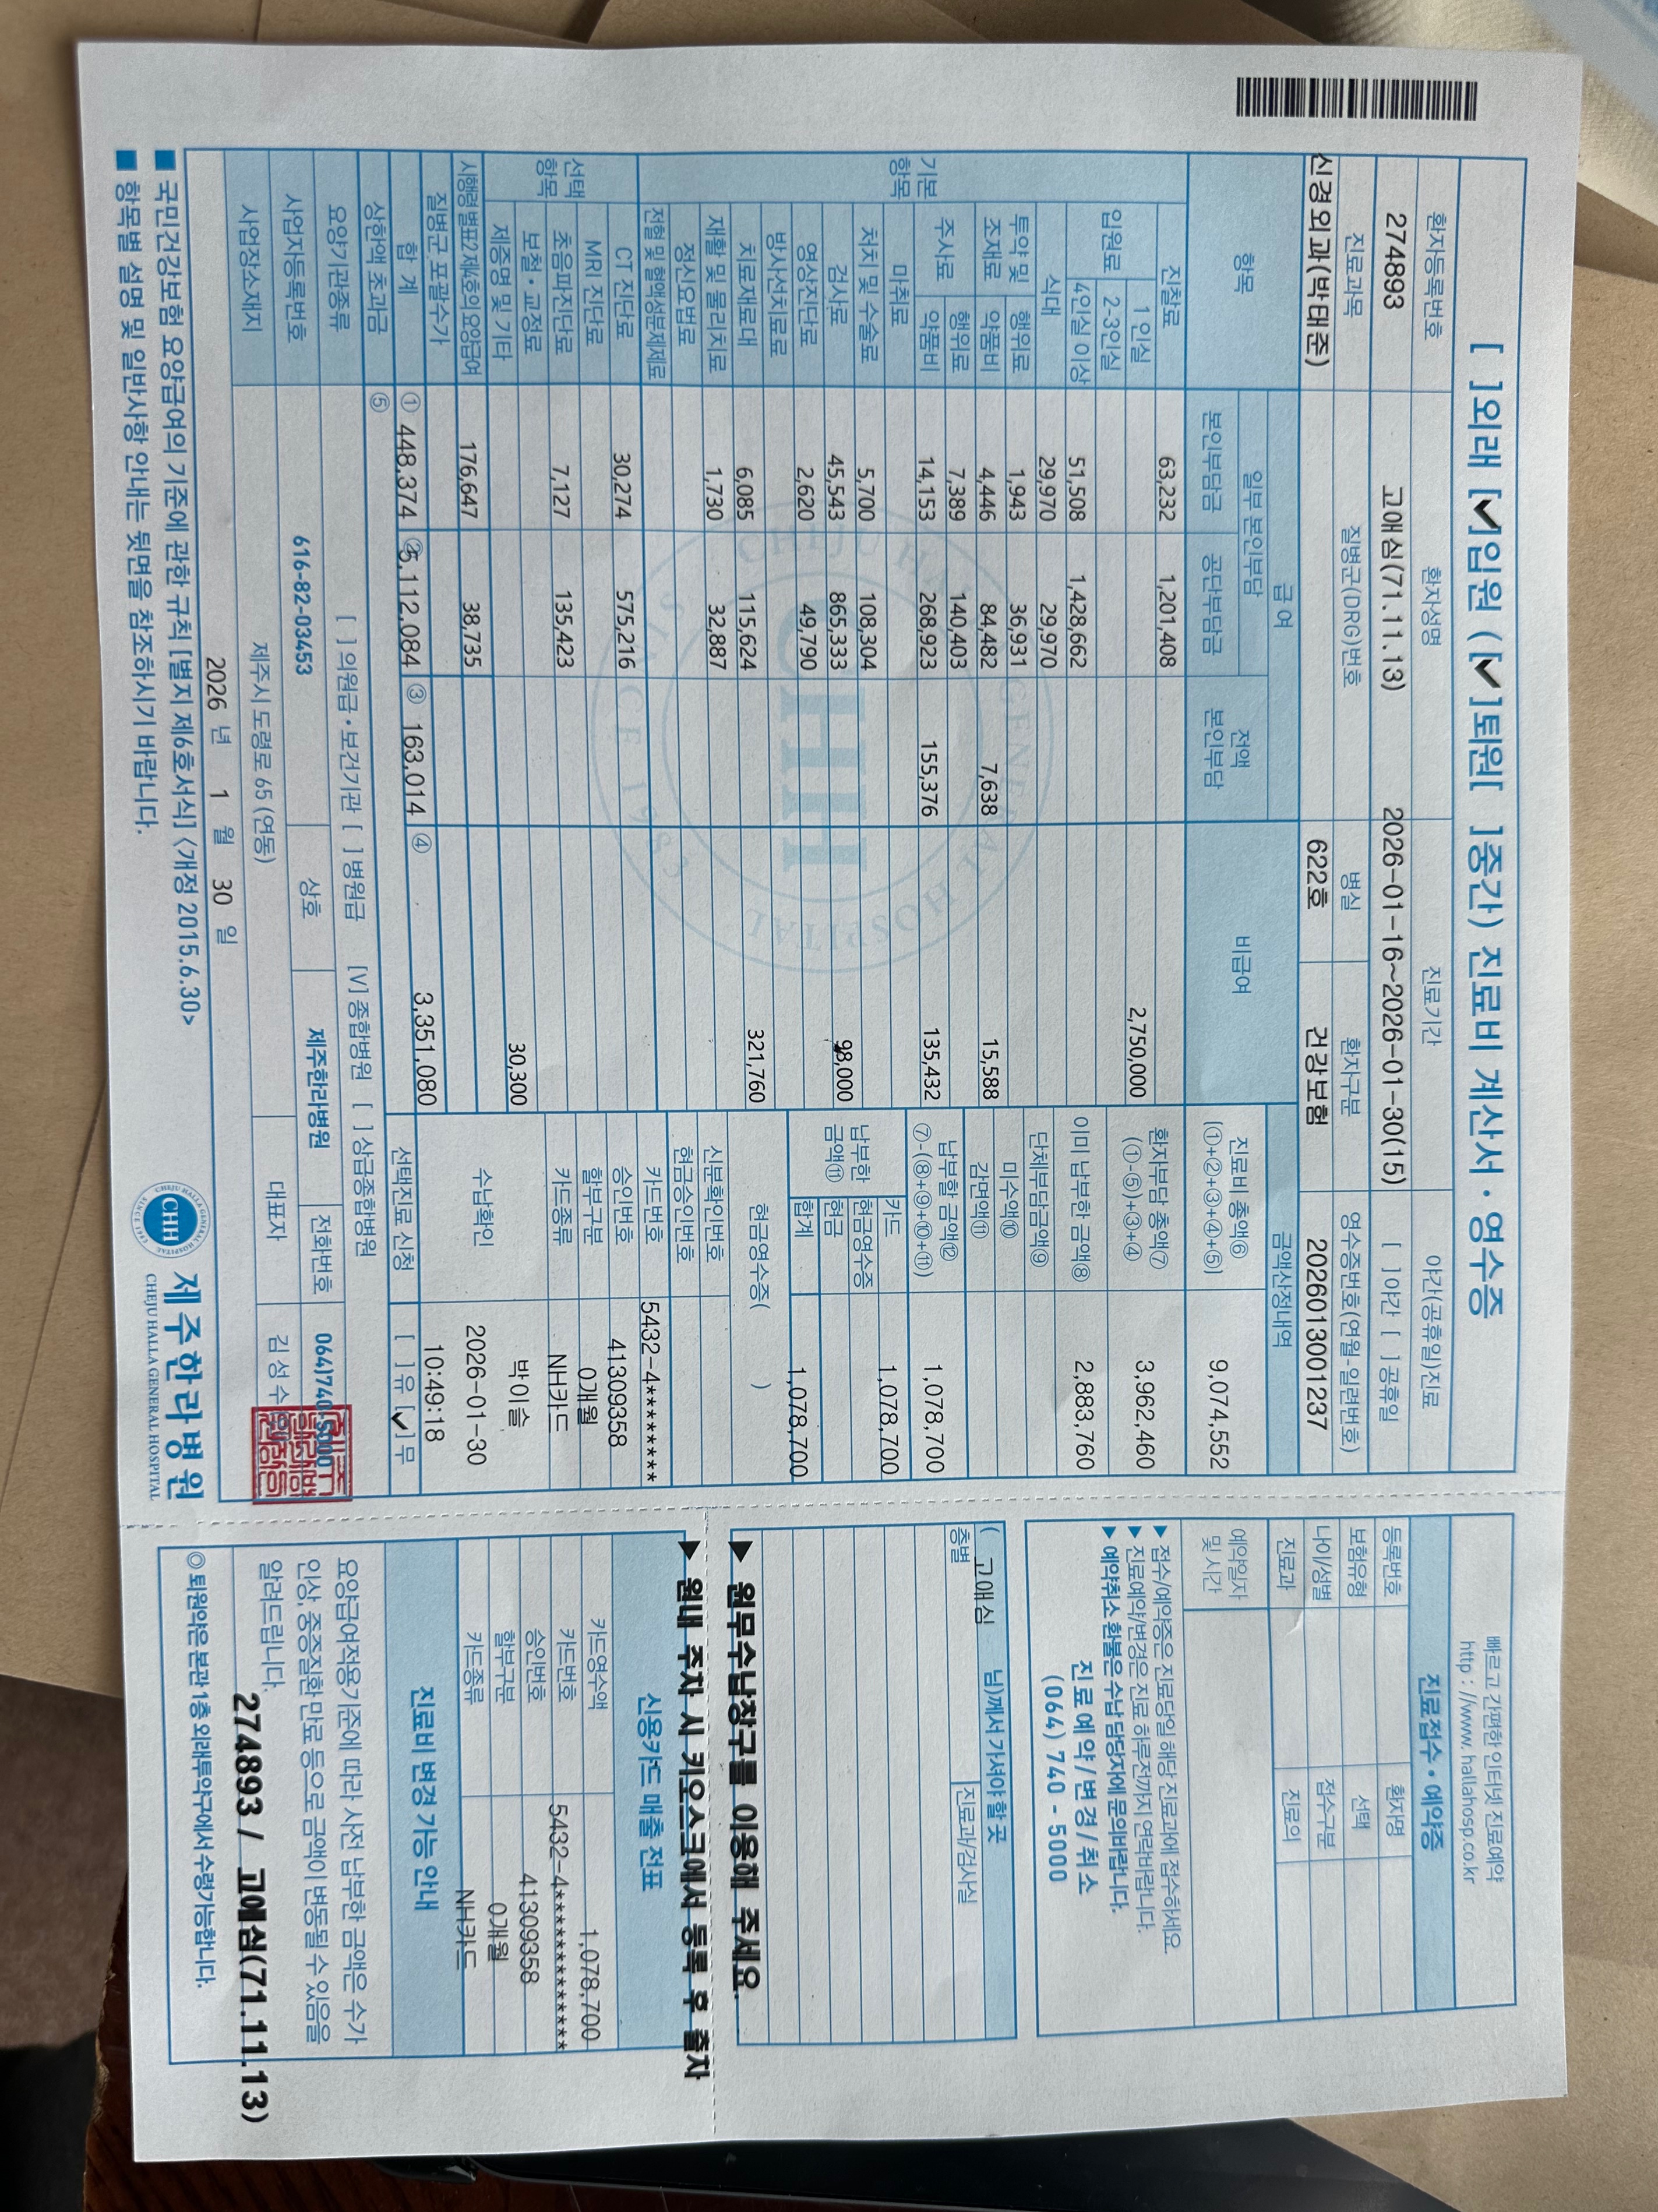 [ ]외래 [✔]입원 ([✔]퇴원[ ]중간) 진료비 계산서 · 영수증
환자등록번호 환자성명 진료기간 야간(공휴일)진료
274893 고애심(71.11.13) 2026-01-16~2026-01-30(15) [ ]야간 [ ]공휴일
진료과목 질병군(DRG)번호 병실 환자구분 영수증번호(연월-일련번호)
신경외과(박태준) 622호 건강보험 2026013001237
항목 급여 비급여 금액산정내역
일부 본인부담 전액 본인부담
본인부담금 공단부담금
기본항목
진찰료 63,232 1,201,408
입원료 1인실 2,750,000
2-3인실
4인실 이상 51,508 1,428,662
식대 29,970 29,970
투약 및 조재료 행위료 1,943 36,931
약품비 4,446 84,482 7,638 15,588
주사료 행위료 7,389 140,403
약품비 14,153 268,923 155,376 135,432
마취료
처치 및 수술료 5,700 108,304
검사료 45,543 865,333 98,000
영상진단료 2,620 49,790
방사선치료료
치료재료대 6,085 115,624 321,760
재활 및 물리치료 1,730 32,887
정신요법료
전혈 및 혈액성분제제료
선택항목
CT 진단료 30,274 575,216
MRI 진단료
초음파진단료 7,127 135,423
보철·교정료
제증명 및 기타 30,300
시행령 별표2 제4호의 요양급여 176,647 38,735
질병군 포괄수가
합 계 ① 448,374 ② 5,112,084 ③ 163,014 ④ 3,351,080
상한액 초과금 ⑤
진료비 총액⑥ [①+②+③+④+⑤] 9,074,552
환자부담 총액⑦ (①-⑤)+③+④ 3,962,460
이미 납부한 금액⑧ 2,883,760
단체부담금액⑨
미수액⑩
감면액⑪
납부할 금액⑫ ⑦-(⑧+⑨+⑩+⑪) 1,078,700
납부한 금액⑪ 카드 1,078,700
현금영수증
현금
합계 1,078,700
현금영수증( )
신분확인번호
현금승인번호
카드번호 5432-4*********
승인번호 41309358
할부구분 0개월
카드종류 NH카드
수납확인 박이슬
2026-01-30
10:49:18
선택진료 신청 [ ]유 [✔]무
요양기관종류 [ ]의원급·보건기관 [ ]병원급 [V]종합병원 [ ]상급종합병원
사업자등록번호 616-82-03453 상호 제주한라병원 전화번호 064)740-5000
사업장소재지 제주시 도령로 65 (연동) 대표자 김성수
2026 년 1 월 30 일
■ 국민건강보험 요양급여의 기준에 관한 규칙 [별지 제6호서식] <개정 2015.6.30>
■ 항목별 설명 및 일반사항 안내는 뒷면을 참조하시기 바랍니다.
CHEJU HALLA GENERAL HOSPITAL
SINCE 1983
CHH
제주한라병원
CHEJU HALLA GENERAL HOSPITAL
빠르고 간편한 인터넷 진료예약
http : //www. hallahosp.co.kr
진료접수 · 예약증
등록번호 환자명
보험유형 선택
나이/성별 접수구분
진료과 진료의
예약일자 및 시간
▶ 접수/예약증은 진료당일 해당 진료과에 접수하세요.
▶ 진료예약/변경은 진료 하루전까지 연락바랍니다.
▶ 예약취소 환불은 수납 담당자에 문의바랍니다.
진료예약/변경/취소
(064) 740 - 5000
( 고애심 님)께서 가셔야 할 곳
층별 진료과/검사실
▶ 원무수납창구를 이용해 주세요.
▶ 원내 주차 시 키오스크에서 등록 후 출차
신용카드 매출 전표
카드영수액 1,078,700
카드번호 5432-4*************
승인번호 41309358
할부구분 0개월
카드종류 NH카드
진료비 변경 가능 안내
요양급여적용기준에 따라 사전 납부한 금액은 수가
인상, 중증질환 만료 등으로 금액이 변동될 수 있음을
알려드립니다.
274893 / 고애심(71.11.13)
◎ 퇴원약은 본관 1층 외래투약구에서 수령가능합니다.